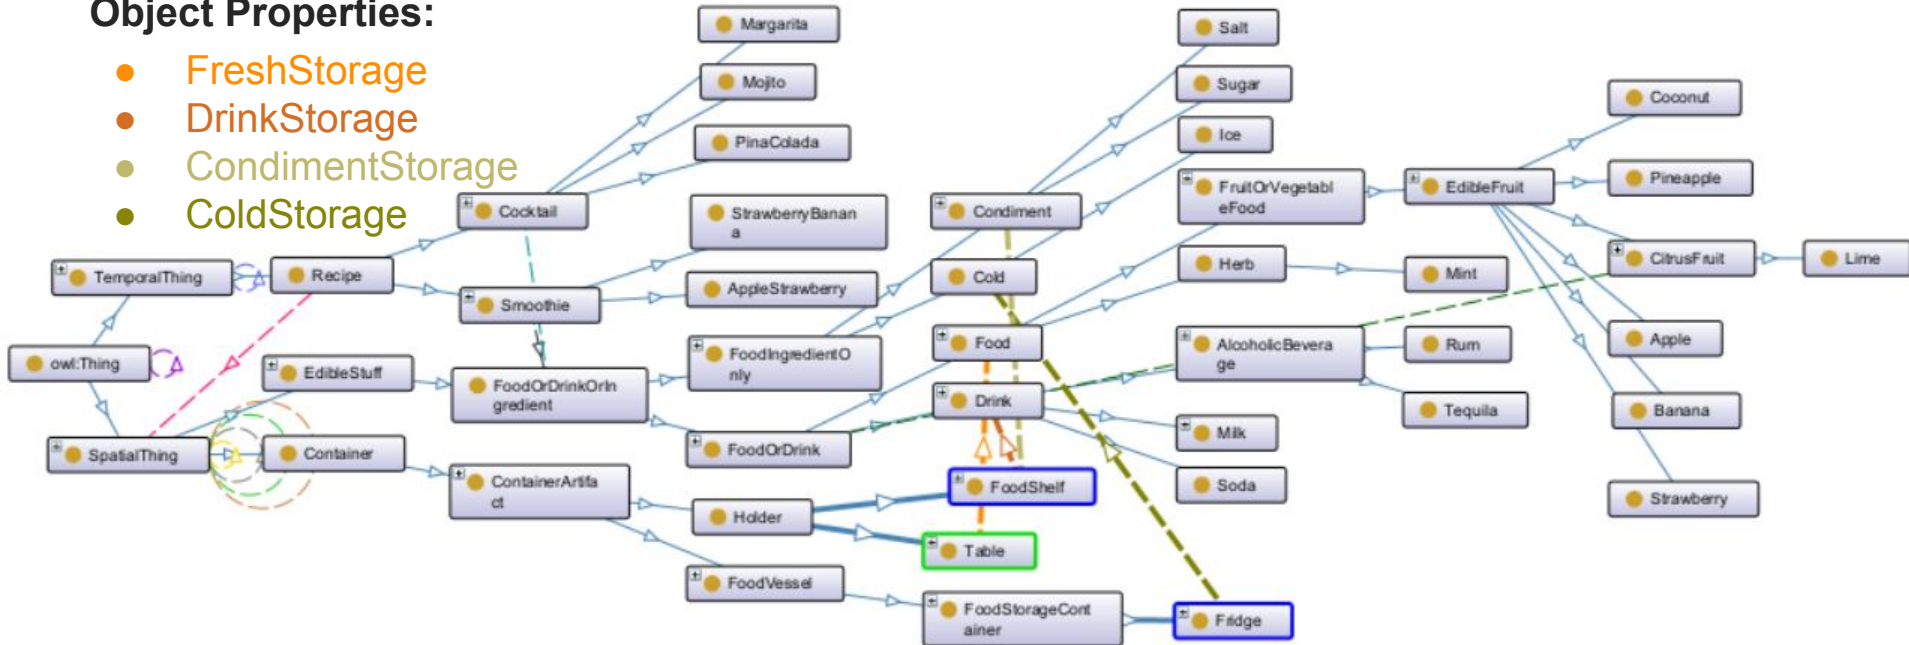 Object Properties:
FreshStorage
DrinkStorage
CondimentStorage
ColdStorage
owl:Thing
TemporalThing
SpatialThing
Recipe
EdibleStuff
Container
Cocktail
Smoothie
FoodOrDrinkOrIn
gredient
ContainerArtifa
ct
Margarita
Mojito
PinaColada
StrawberryBanan
a
AppleStrawberry
FoodIngredientO
nly
FoodOrDrink
Holder
FoodVessel
Condiment
Cold
Food
Drink
FoodShelf
Table
FoodStorageCont
ainer
Salt
Sugar
Ice
FruitOrVegetabl
eFood
Herb
AlcoholicBevera
ge
Milk
Soda
Fridge
EdibleFruit
Mint
Rum
Tequila
Coconut
Pineapple
CitrusFruit
Apple
Banana
Strawberry
Lime